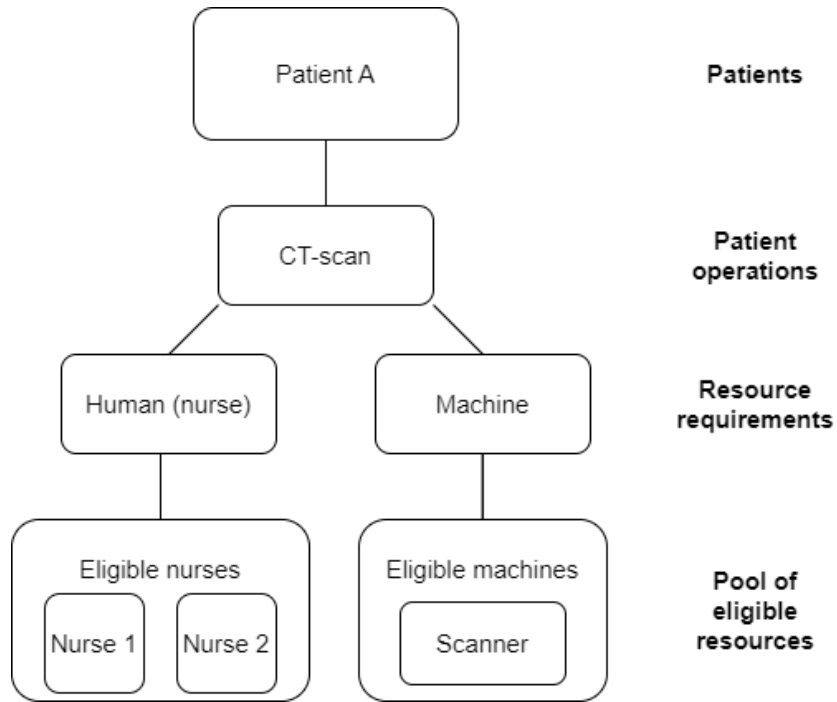 Patient A
Patients
CT-scan
Patient
operations
Human (nurse)
Machine
Resource
requirements
Eligible nurses
Nurse 1
Nurse 2
Eligible machines
Scanner
Pool of
eligible
resources